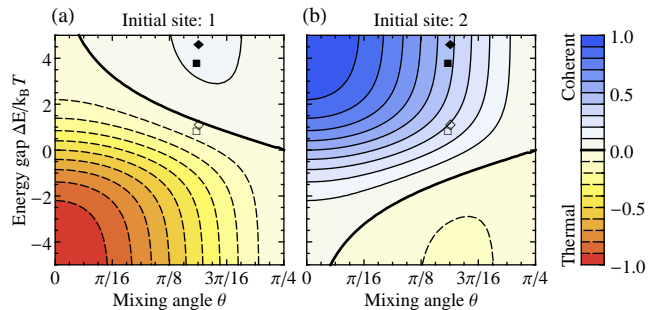 (a) Initial site: 1
(b) Initial site: 2
Energy gap ΔE/k_B T
4
2
0
−2
−4
0 π/16 π/8 3π/16 π/4
Mixing angle θ
0 π/16 π/8 3π/16 π/4
Mixing angle θ
Coherent
Thermal
1.0
0.5
0.0
−0.5
−1.0